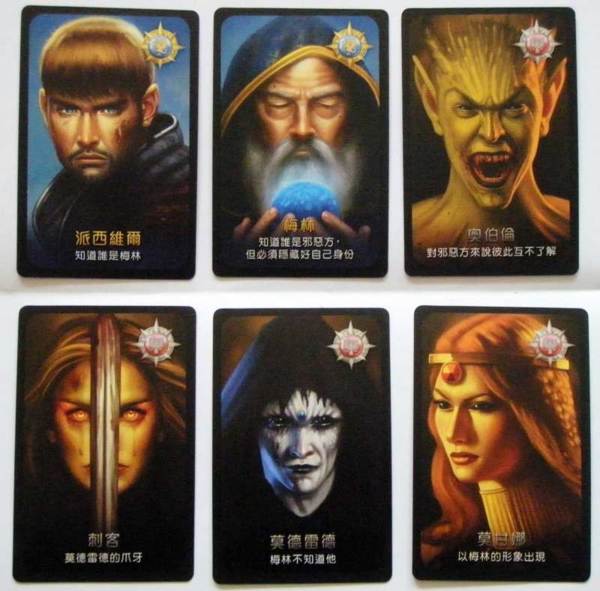 派西維爾
知道誰是梅林
梅林
知道誰是邪惡方，
但必須隱藏好自己身份
奧伯倫
對邪惡方來說彼此互不了解
刺客
莫德雷德的爪牙
莫德雷德
梅林不知道他
莫甘娜
以梅林的形象出現